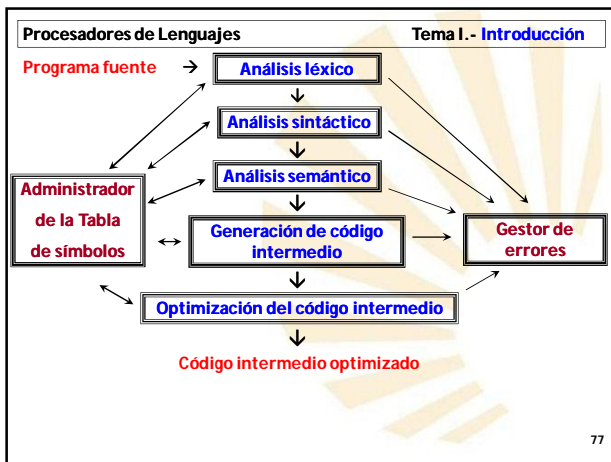 Procesadores de Lenguajes Tema I.- Introducción
Programa fuente → Análisis léxico
Análisis sintáctico
Análisis semántico
Administrador
de la Tabla
de símbolos
Generación de código
intermedio
Gestor de
errores
Optimización del código intermedio
Código intermedio optimizado
77